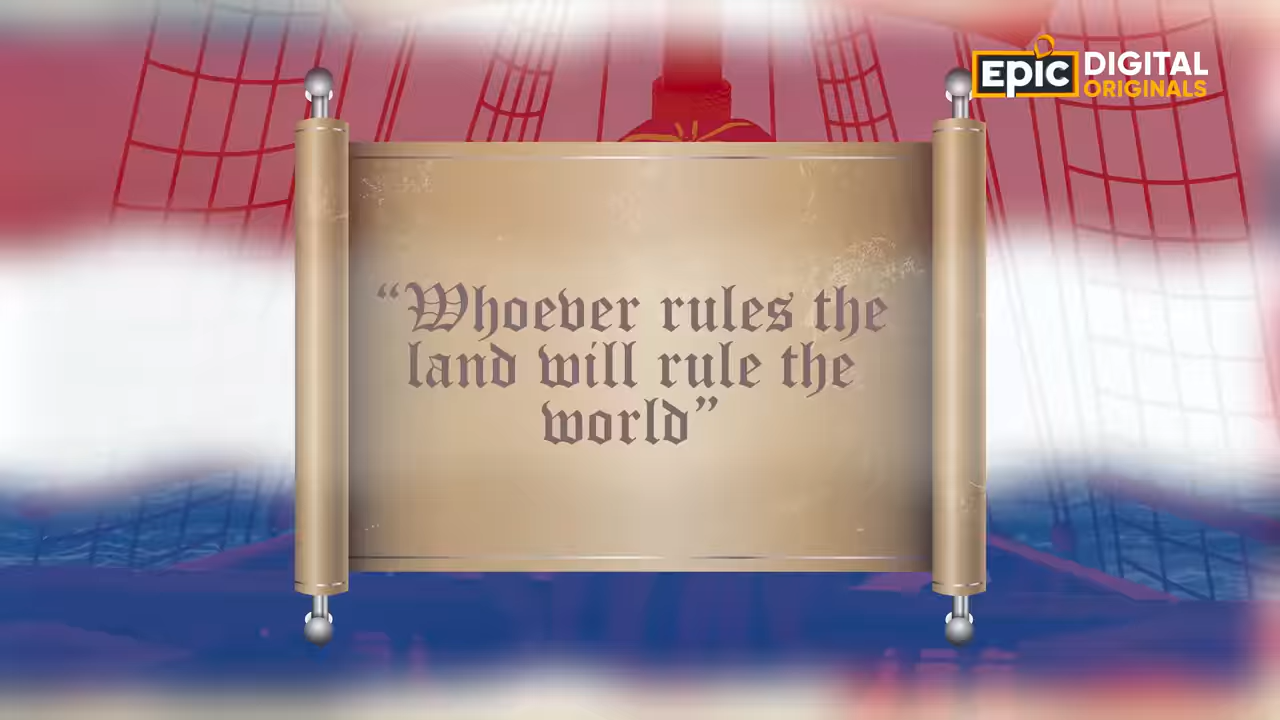 EPIC DIGITAL
ORIGINALS
“Whoever rules the
land will rule the
world”